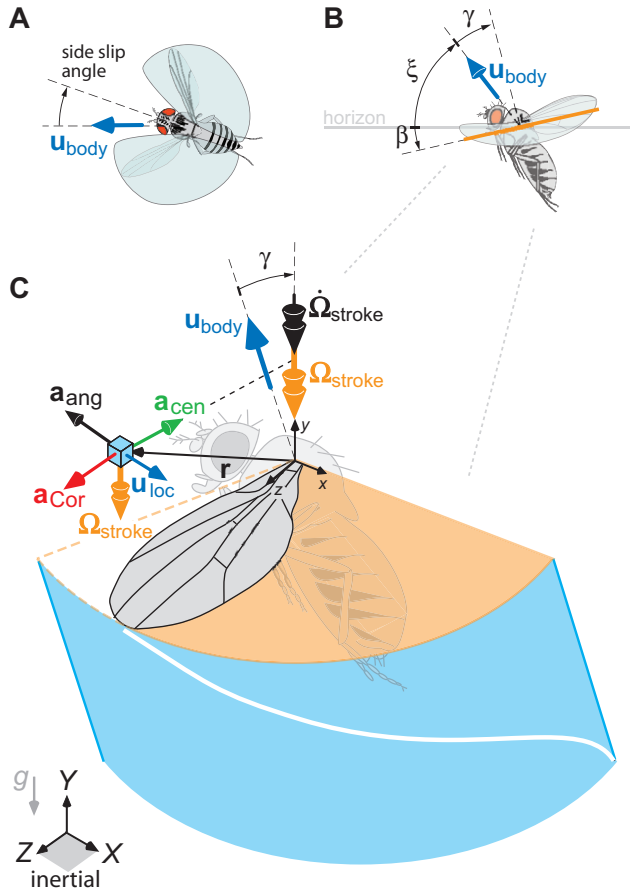 A
side slip
angle
u_body
B
γ
ξ
u_body
horizon
β
C
γ
u_body
Ω̇_stroke
Ω_stroke
a_ang
a_cen
y
r
a_Cor
u_loc
z
x
Ω_stroke
g
Y
Z
X
inertial